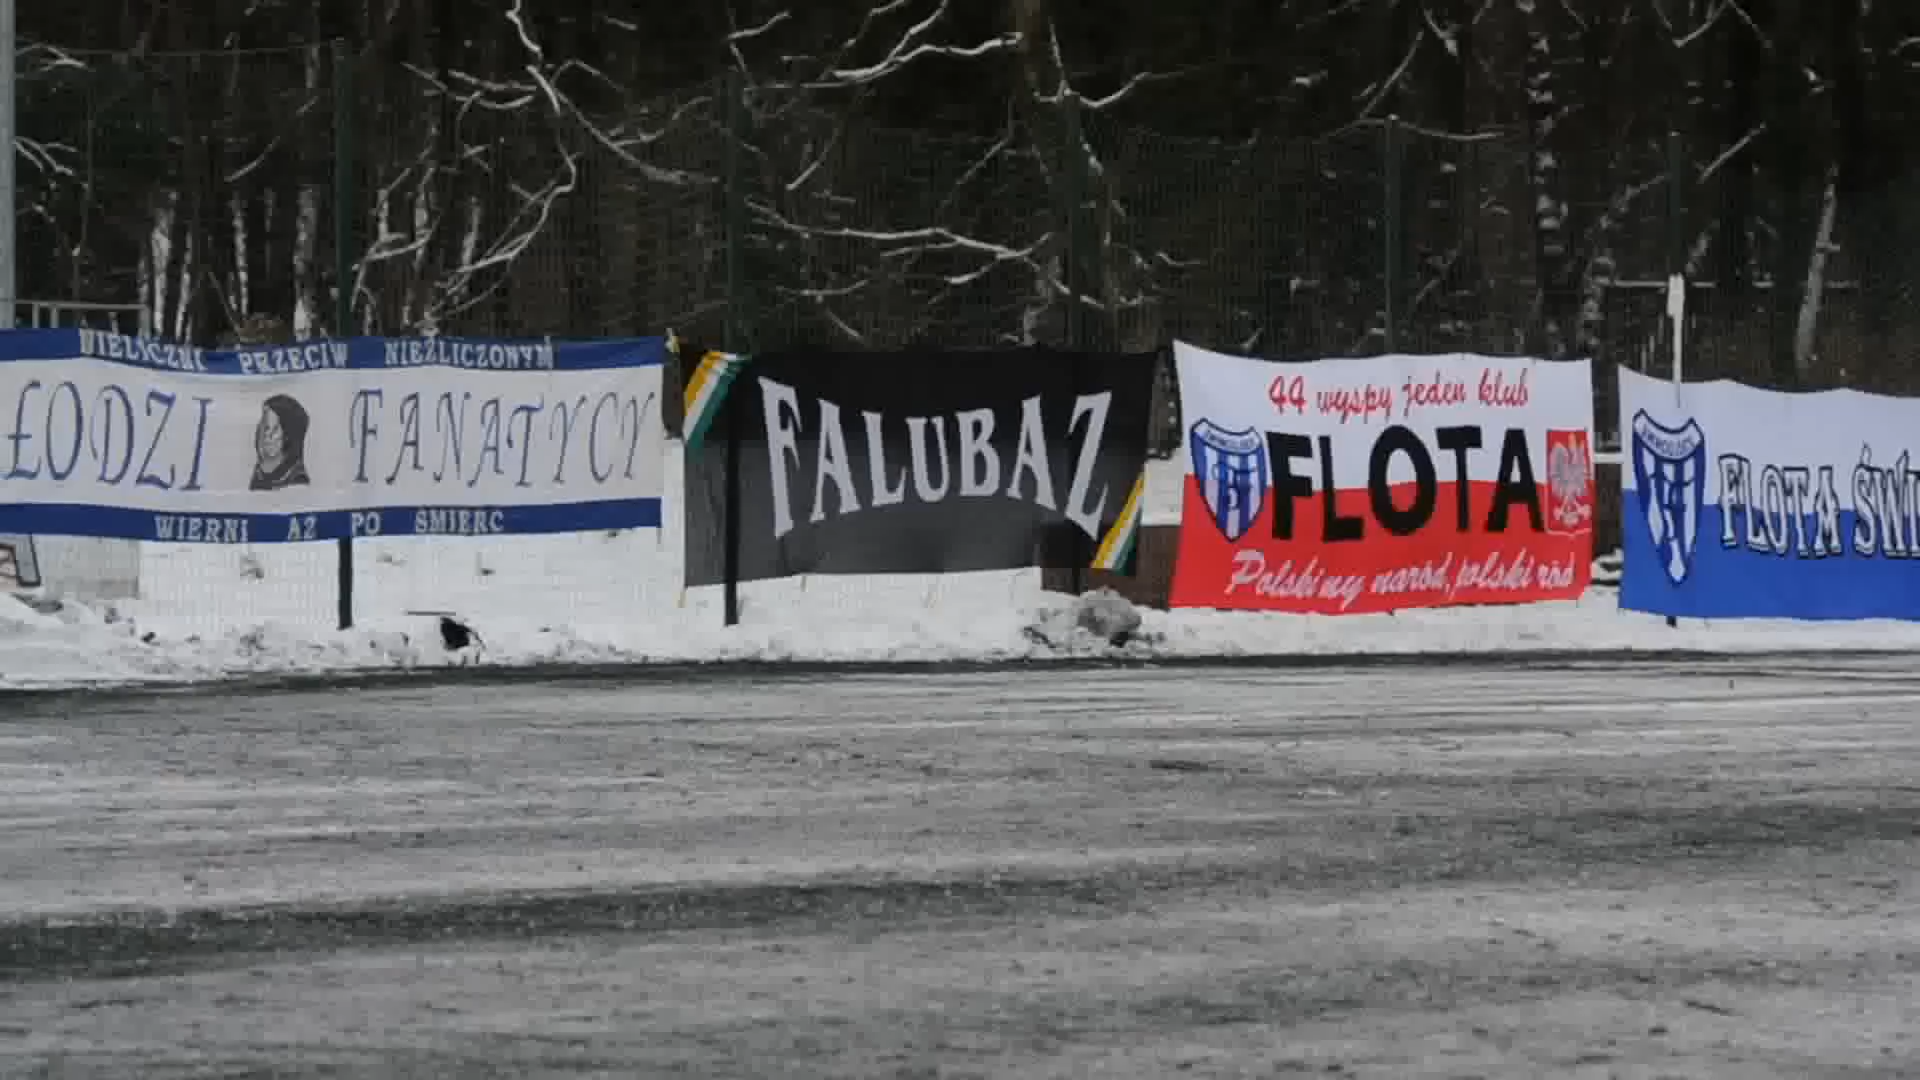 NIELICZNI PRZECIW NIEZLICZONYM
ŁODZI FANATYCY
WIERNI AŻ PO ŚMIERĆ
FALUBAZ
44 wyspy jeden klub
FLOTA
Polski my naród, polski ród
FLOTA ŚWI